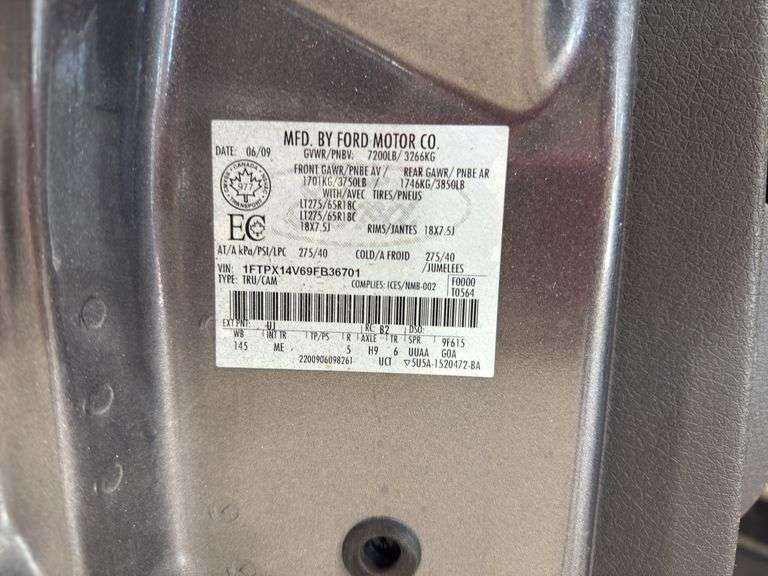 MFD. BY FORD MOTOR CO.
DATE: 06/09 GVWR/PNBV: 7200LB/ 3266KG
FRONT GAWR/PNBE AV / REAR GAWR/ PNBE AR
1701KG/3750LB 1746KG/3850LB
WITH/AVEC TIRES/PNEUS
LT275/65R18C
LT275/65R18C
18X7.5J RIMS/JANTES 18X7.5J
CANADA
977
TRANSPORT
EC
AT/A kPa/PSI/LPC 275/40 COLD/A FROID 275/40
/JUMELEES
VIN: 1FTPX14V69FB36701
TYPE: TRU/CAM COMPLIES: ICES/NMB-002
F0000
T0564
EXT PNT: UJ RC: B2 DSO: 9F615
WB INT TR TP/PS R AXLE TR SPR
145 ME 5 H9 6 UUAA GOA
2200906098261 UCT ▽5U5A-1520472-BA